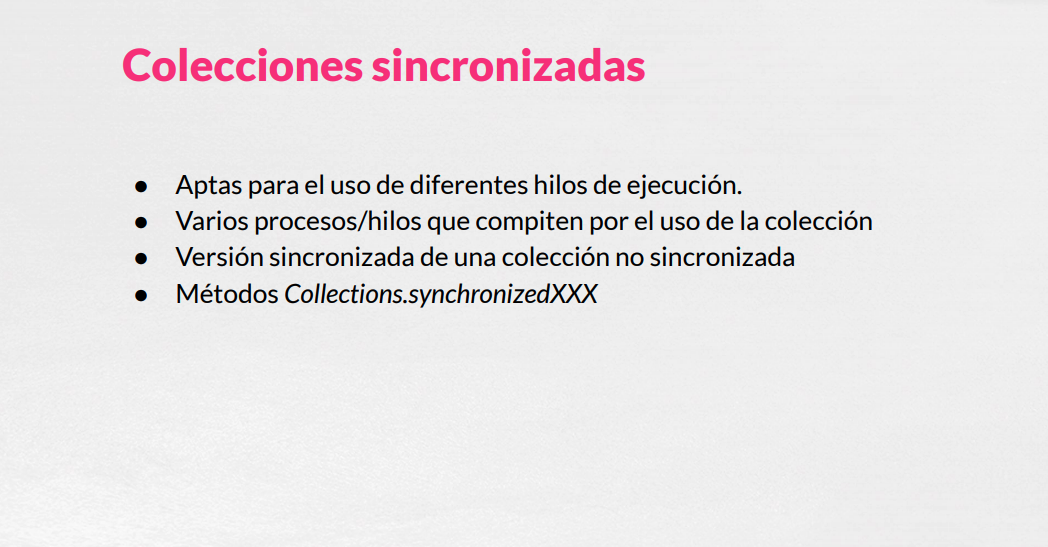 Colecciones sincronizadas
● Aptas para el uso de diferentes hilos de ejecución.
● Varios procesos/hilos que compiten por el uso de la colección
● Versión sincronizada de una colección no sincronizada
● Métodos Collections.synchronizedXXX